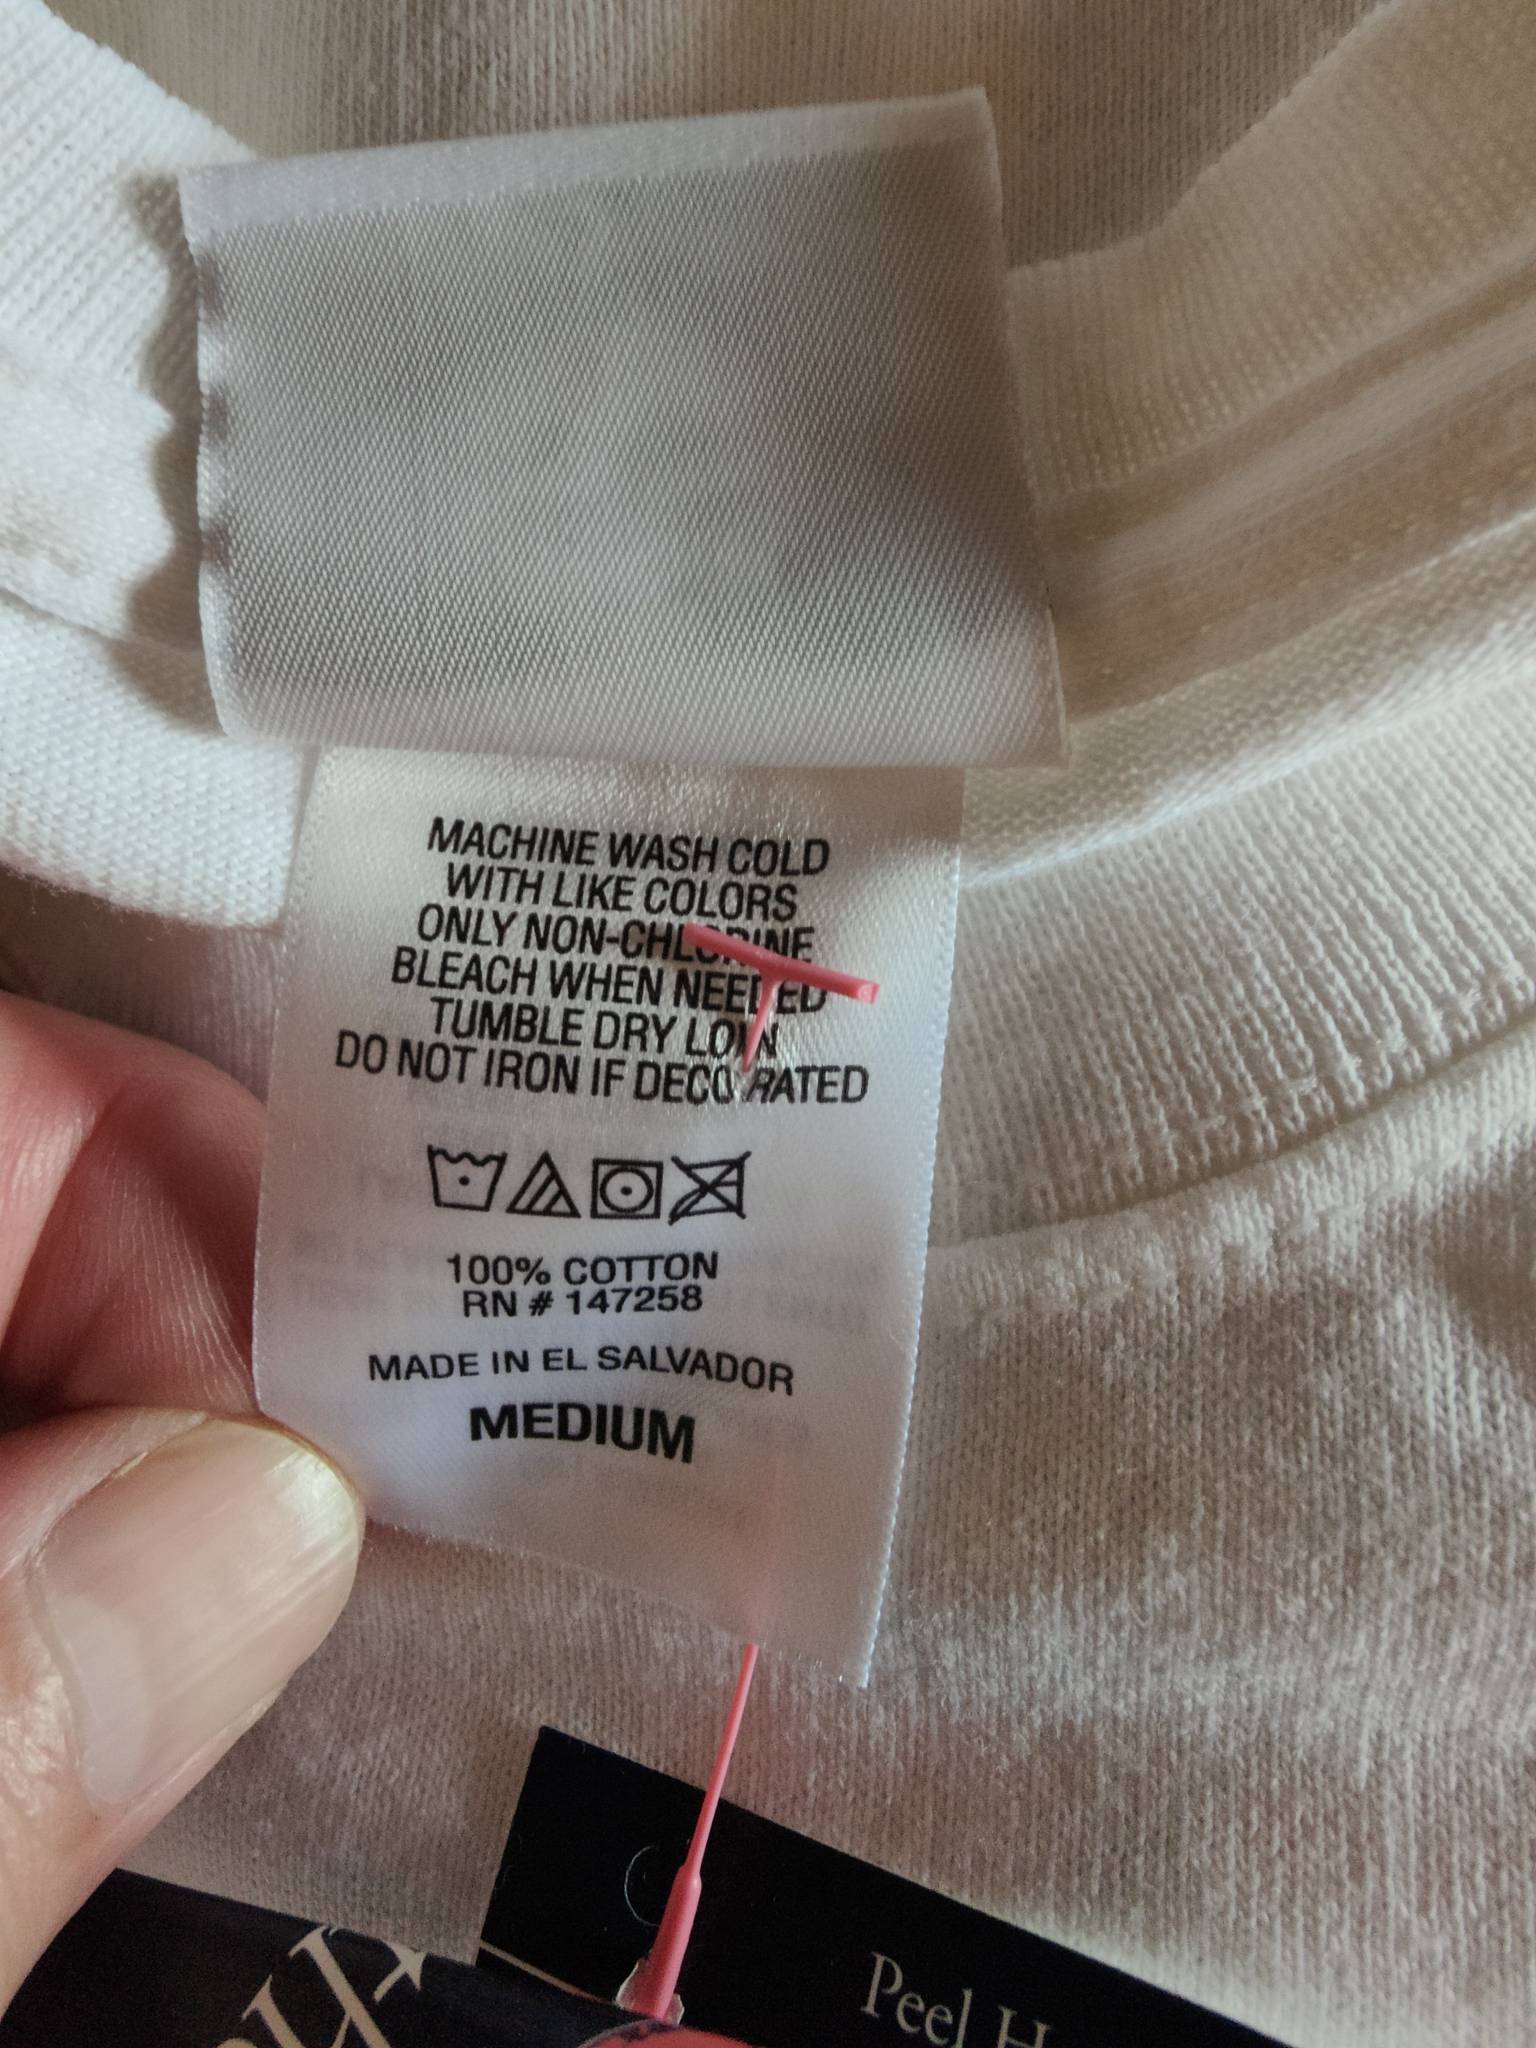 MACHINE WASH COLD
WITH LIKE COLORS
ONLY NON-CHLORINE
BLEACH WHEN NEEDED
TUMBLE DRY LOW
DO NOT IRON IF DECORATED
100% COTTON
RN # 147258
MADE IN EL SALVADOR
MEDIUM
Peel